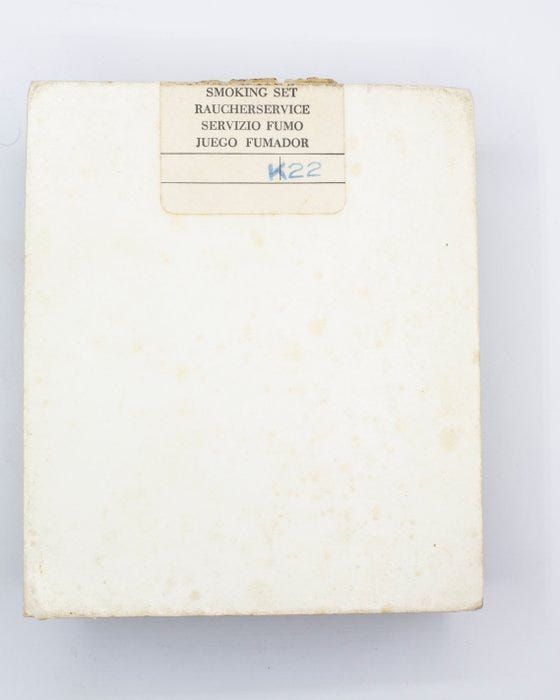 SMOKING SET
RAUCHERSERVICE
SERVIZIO FUMO
JUEGO FUMADOR
K22